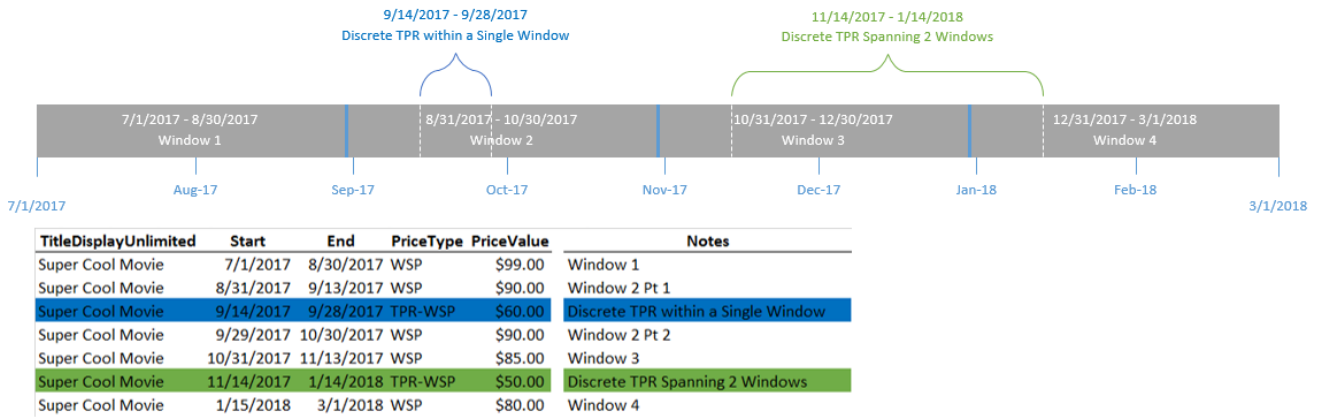 9/14/2017 - 9/28/2017
Discrete TPR within a Single Window
11/14/2017 - 1/14/2018
Discrete TPR Spanning 2 Windows
7/1/2017 - 8/30/2017
Window 1
8/31/2017 - 10/30/2017
Window 2
10/31/2017 - 12/30/2017
Window 3
12/31/2017 - 3/1/2018
Window 4
Aug-17 Sep-17 Oct-17 Nov-17 Dec-17 Jan-18 Feb-18
7/1/2017 3/1/2018
TitleDisplayUnlimited Start End PriceType PriceValue Notes
Super Cool Movie 7/1/2017 8/30/2017 WSP $99.00 Window 1
Super Cool Movie 8/31/2017 9/13/2017 WSP $90.00 Window 2 Pt 1
Super Cool Movie 9/14/2017 9/28/2017 TPR-WSP $60.00 Discrete TPR within a Single Window
Super Cool Movie 9/29/2017 10/30/2017 WSP $90.00 Window 2 Pt 2
Super Cool Movie 10/31/2017 11/13/2017 WSP $85.00 Window 3
Super Cool Movie 11/14/2017 1/14/2018 TPR-WSP $50.00 Discrete TPR Spanning 2 Windows
Super Cool Movie 1/15/2018 3/1/2018 WSP $80.00 Window 4